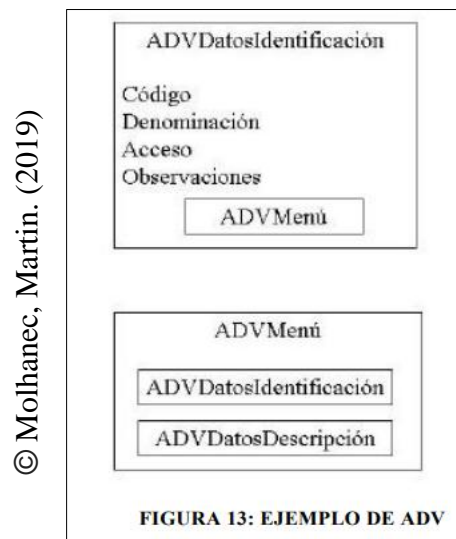 © Molhanec, Martin. (2019)
ADVDatosIdentificación
Código
Denominación
Acceso
Observaciones
ADVMenú
ADVMenú
ADVDatosIdentificación
ADVDatosDescripción
FIGURA 13: EJEMPLO DE ADV